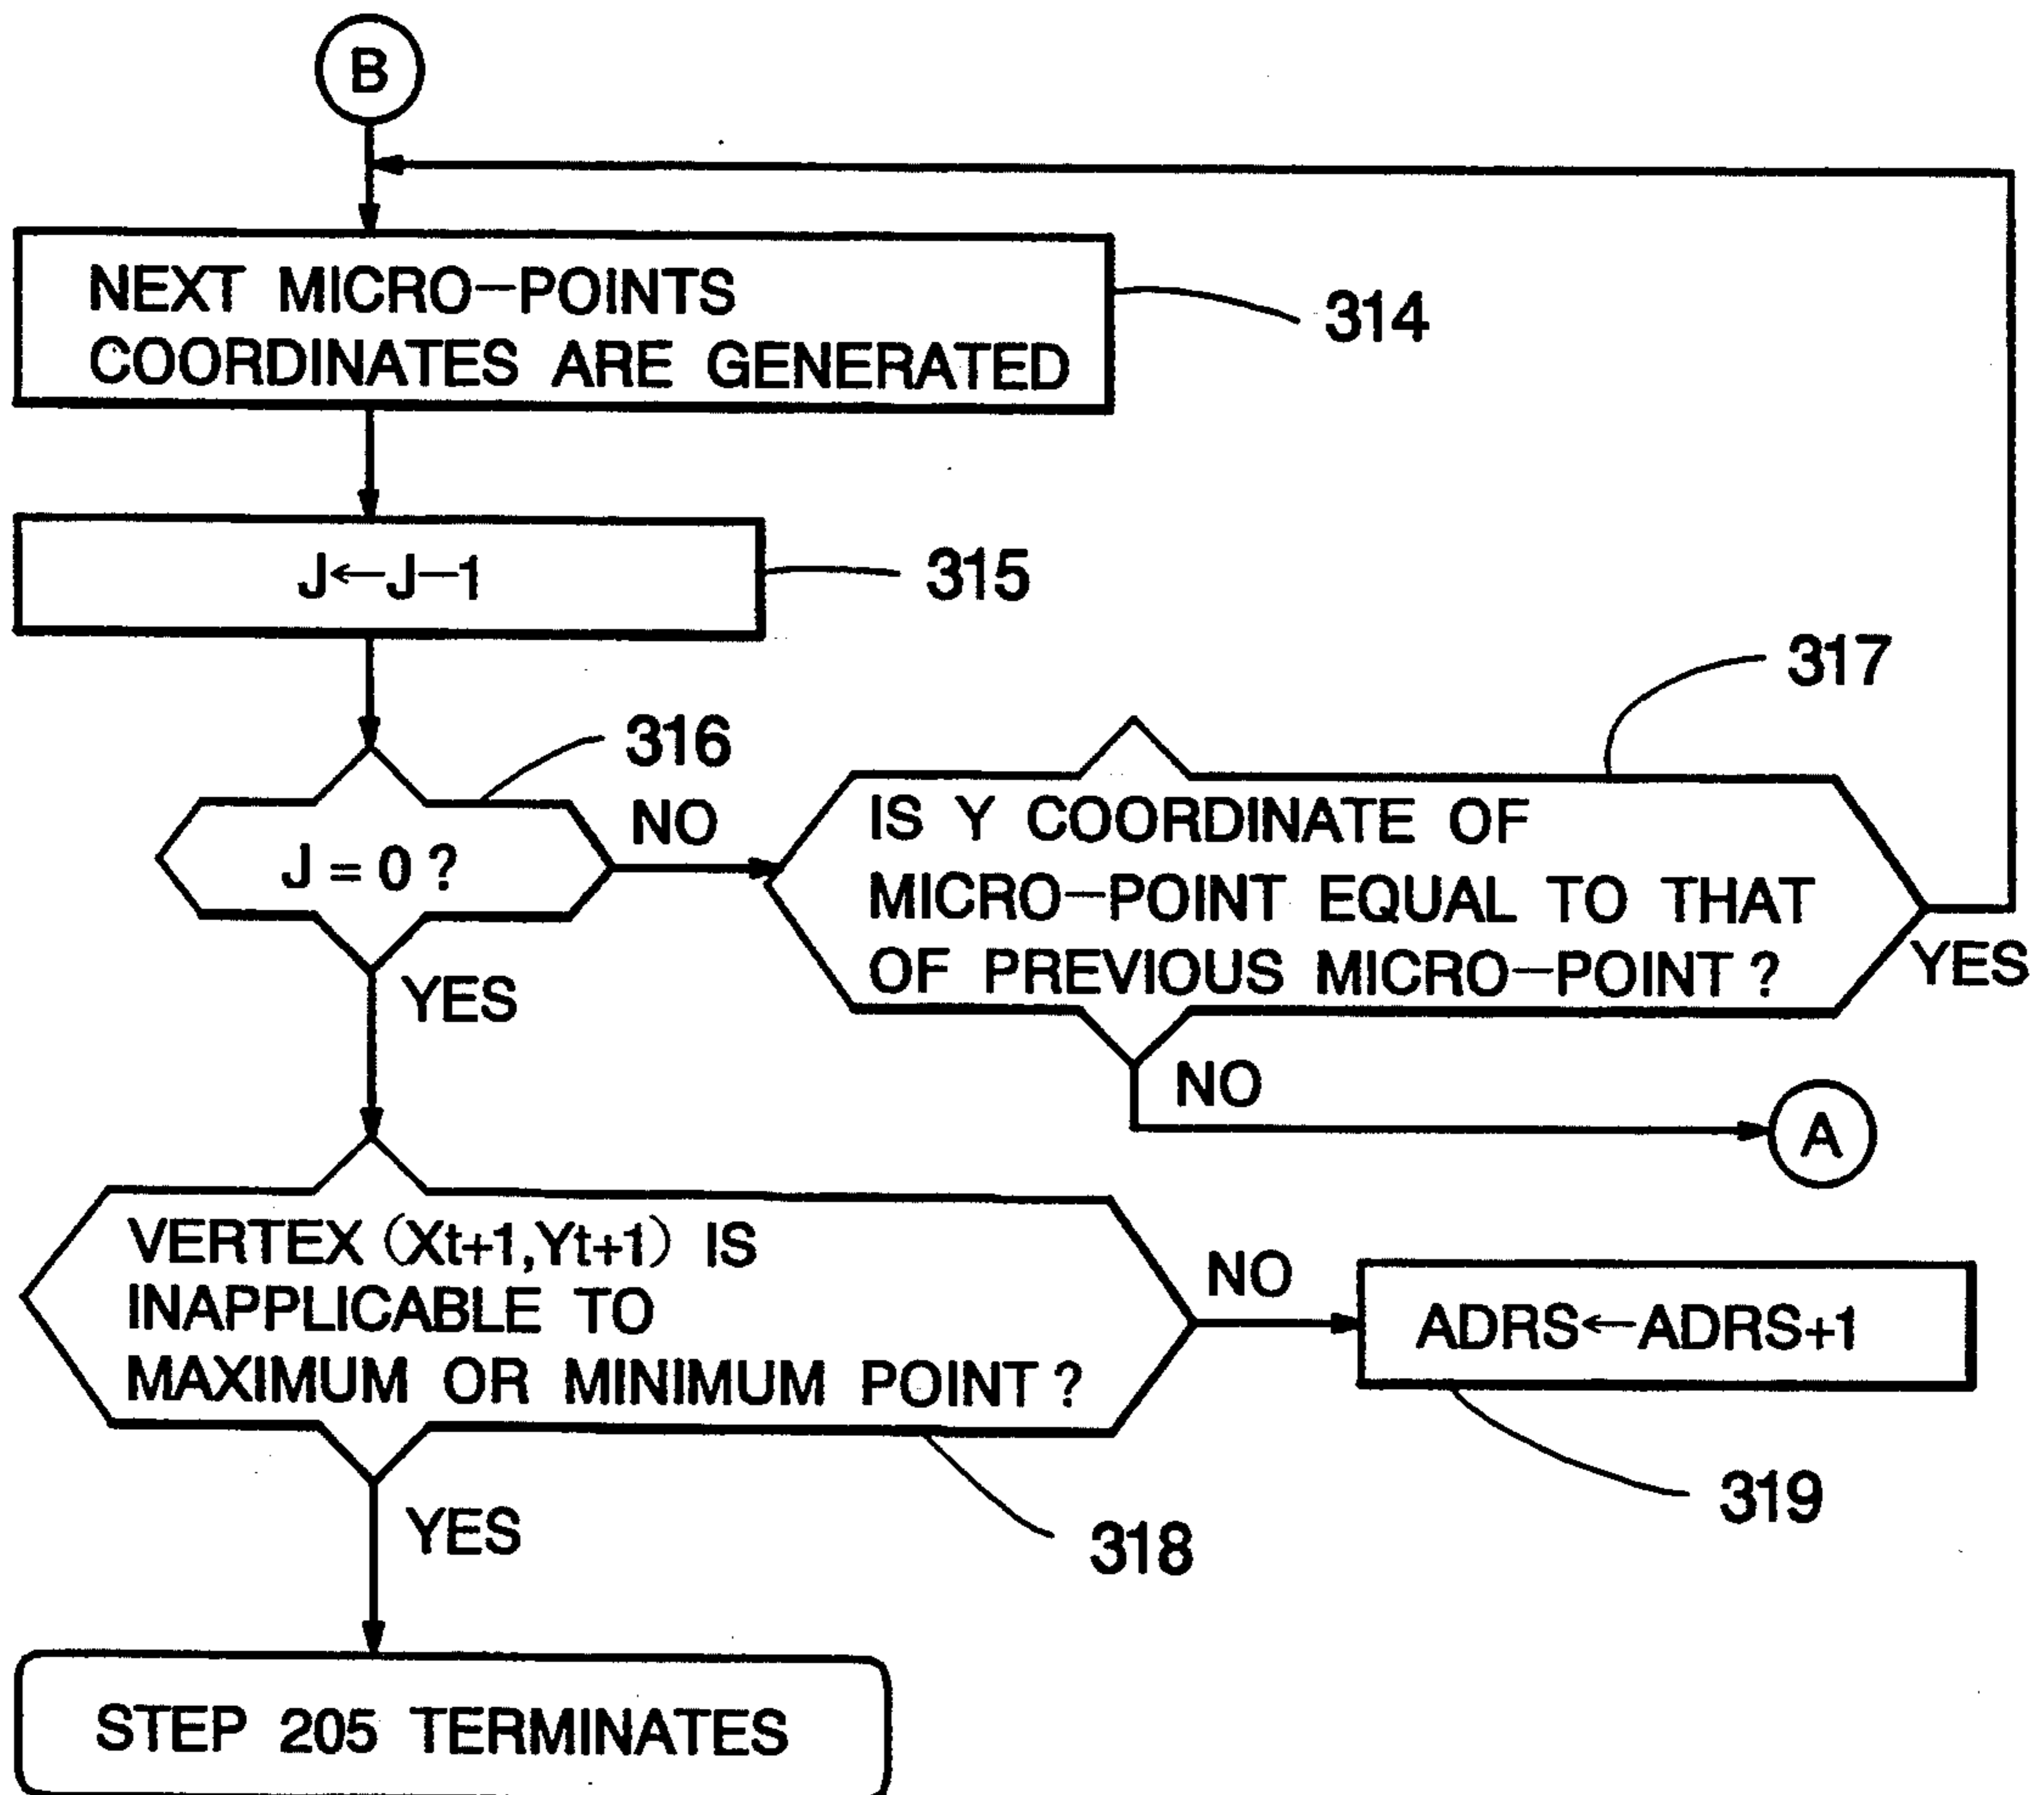 B
NEXT MICRO-POINTS
COORDINATES ARE GENERATED
314
J←J-1
315
316
J = 0 ?
NO
YES
317
IS Y COORDINATE OF
MICRO-POINT EQUAL TO THAT
OF PREVIOUS MICRO-POINT ?
YES
NO
A
VERTEX (Xt+1,Yt+1) IS
INAPPLICABLE TO
MAXIMUM OR MINIMUM POINT ?
NO
ADRS←ADRS+1
319
318
YES
STEP 205 TERMINATES